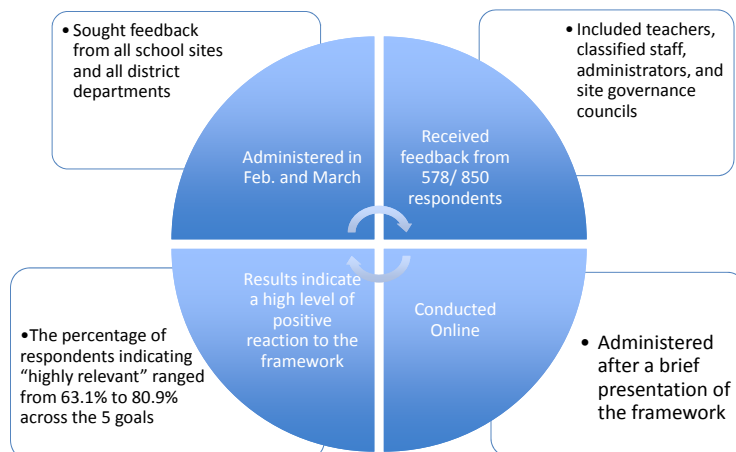 •Sought feedback
from all school sites
and all district
departments
Administered in
Feb. and March
•Included teachers,
classified staff,
administrators, and
site governance
councils
Received
feedback from
578/ 850
respondents
•The percentage of
respondents indicating
“highly relevant” ranged
from 63.1% to 80.9%
across the 5 goals
Results indicate
a high level of
positive
reaction to the
framework
Conducted
Online
• Administered
after a brief
presentation of
the framework